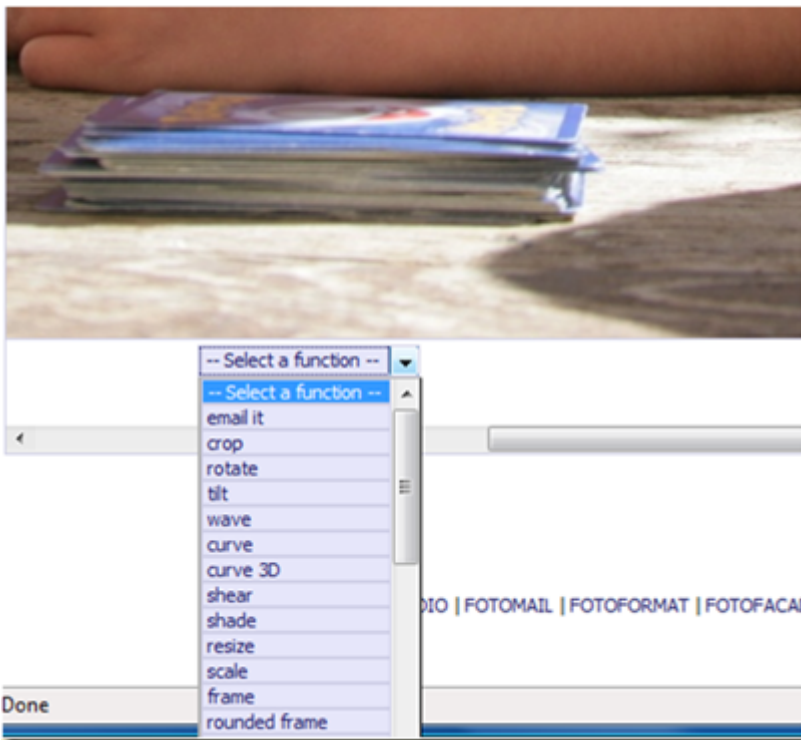 -- Select a function --
-- Select a function --
email it
crop
rotate
tilt
wave
curve
curve 3D
shear
shade
resize
scale
frame
rounded frame
DIO | FOTOMAIL | FOTOFORMAT | FOTOFACA
Done